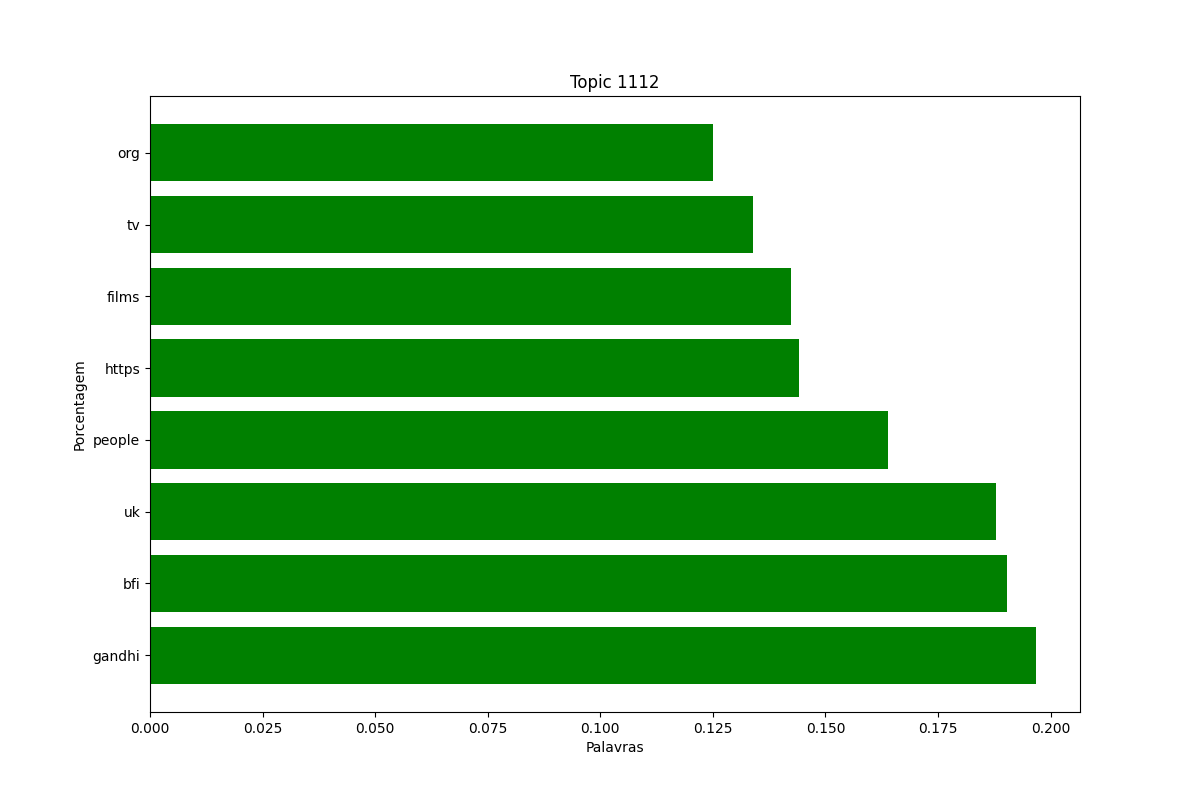 Topic 1112
org
tv
films
https
people
uk
bfi
gandhi
Porcentagem
0.000 0.025 0.050 0.075 0.100 0.125 0.150 0.175 0.200
Palavras